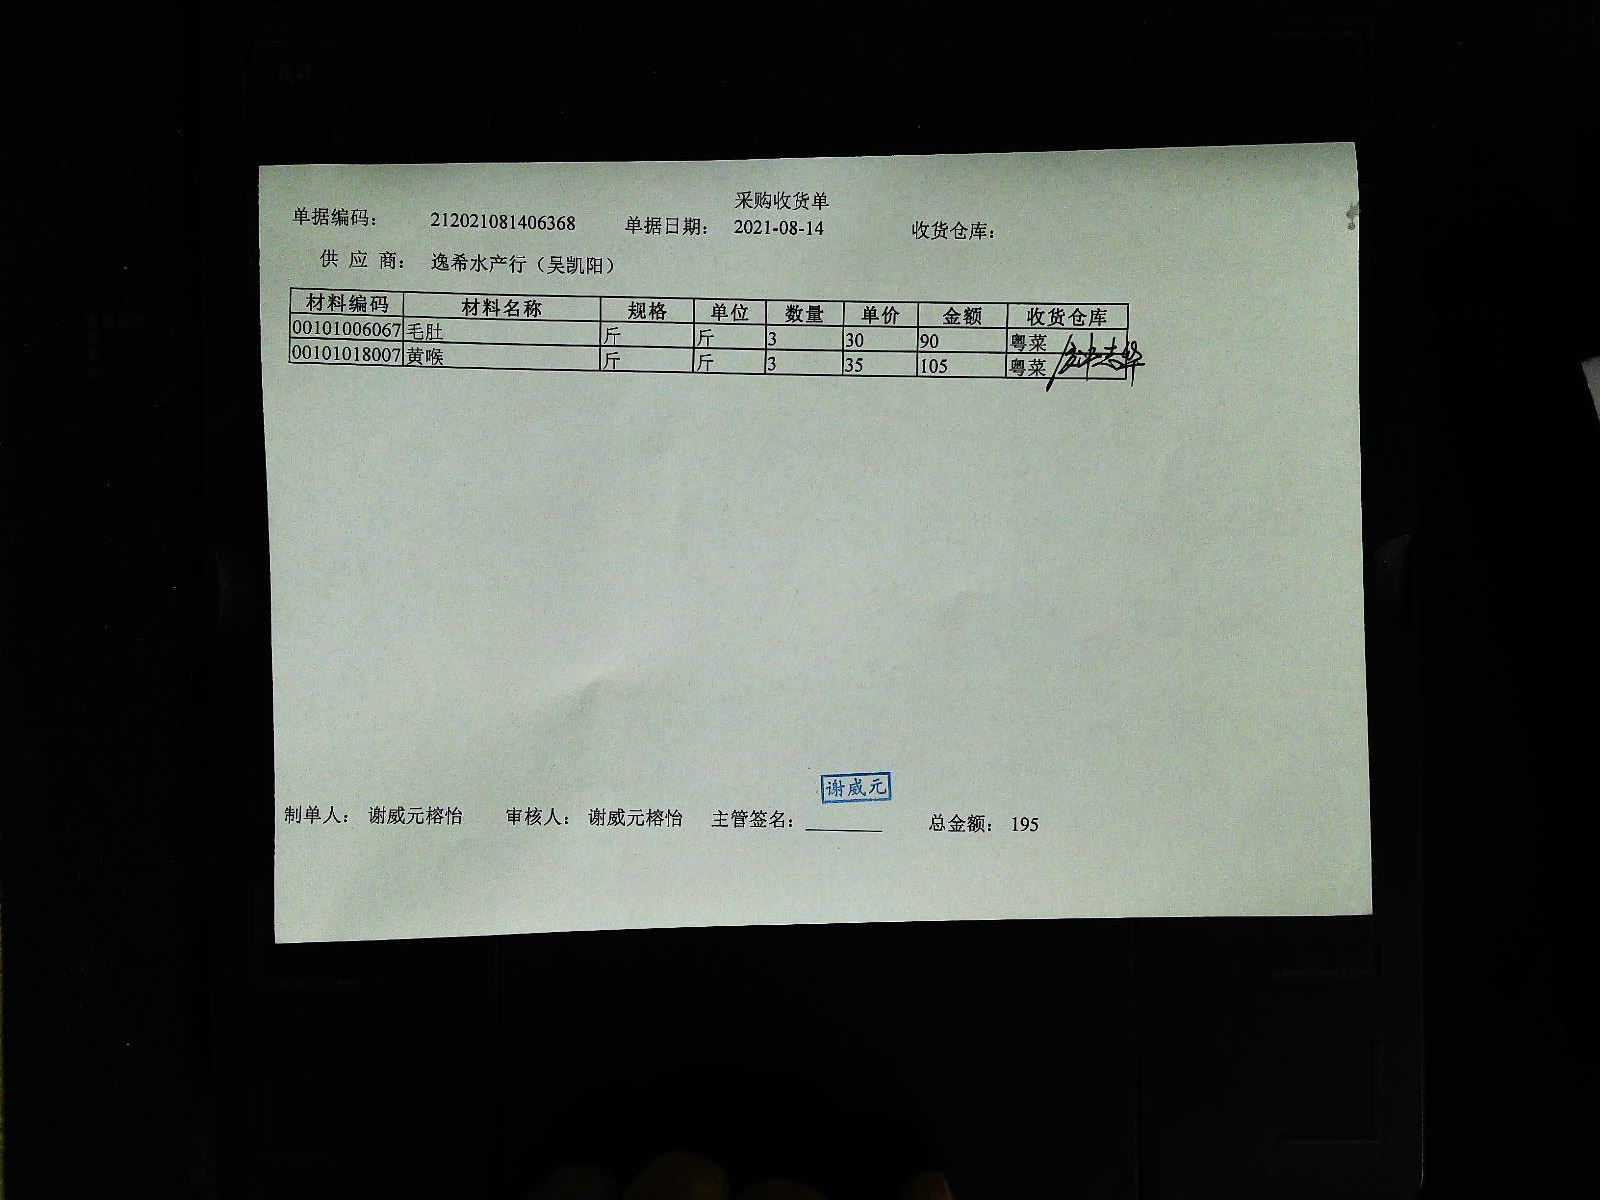 采购收货单
单据编码： 212021081406368 单据日期： 2021-08-14 收货仓库：
供 应 商： 逸希水产行（吴凯阳）
材料编码 材料名称 规格 单位 数量 单价 金额 收货仓库
00101006067 毛肚 斤 斤 3 30 90 粤菜
00101018007 黄喉 斤 斤 3 35 105 粤菜
谢威元
制单人： 谢威元榕怡 审核人： 谢威元榕怡 主管签名： 总金额： 195